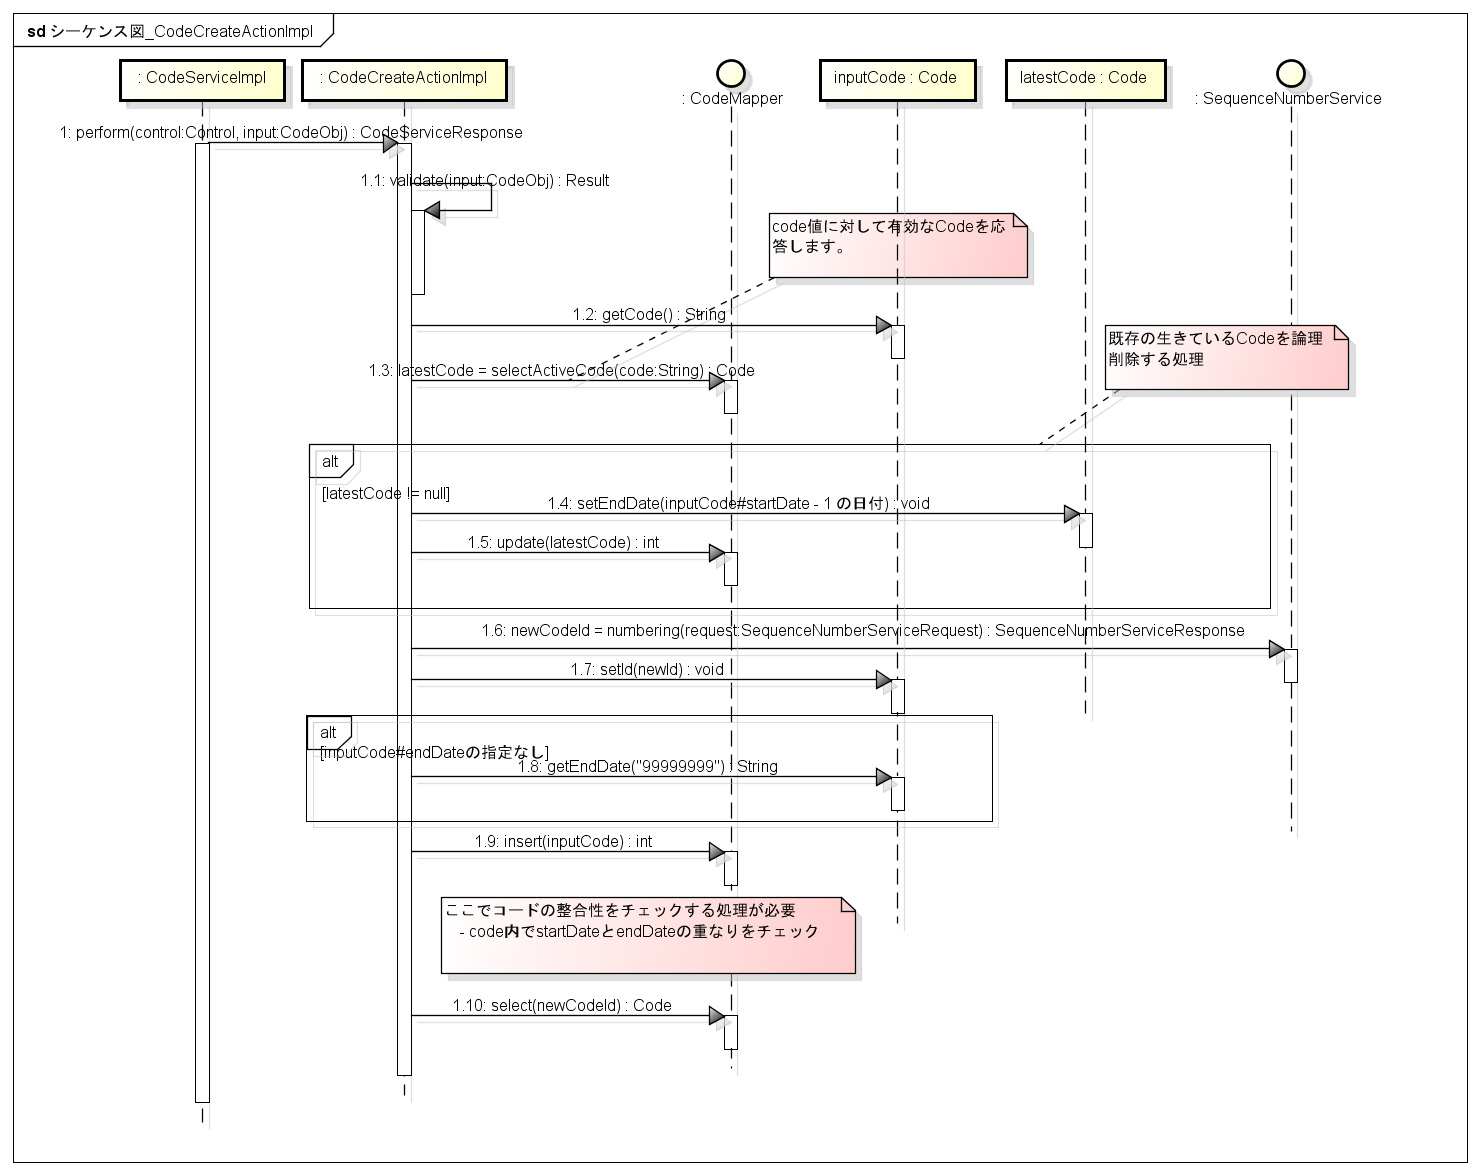 sd シーケンス図_CodeCreateActionImpl
: CodeServiceImpl
: CodeCreateActionImpl
: CodeMapper
inputCode : Code
latestCode : Code
: SequenceNumberService
1: perform(control:Control, input:CodeObj) : CodeServiceResponse
1.1: validate(input:CodeObj) : Result
code値に対して有効なCodeを応
答します。
1.2: getCode() : String
既存の生きているCodeを論理
削除する処理
1.3: latestCode = selectActiveCode(code:String) : Code
alt
[latestCode != null]
1.4: setEndDate(inputCode#startDate - 1 の日付) : void
1.5: update(latestCode) : int
1.6: newCodeId = numbering(request:SequenceNumberServiceRequest) : SequenceNumberServiceResponse
1.7: setId(newId) : void
alt
[inputCode#endDateの指定なし]
1.8: getEndDate("99999999") : String
1.9: insert(inputCode) : int
ここでコードの整合性をチェックする処理が必要
- code内でstartDateとendDateの重なりをチェック
1.10: select(newCodeId) : Code